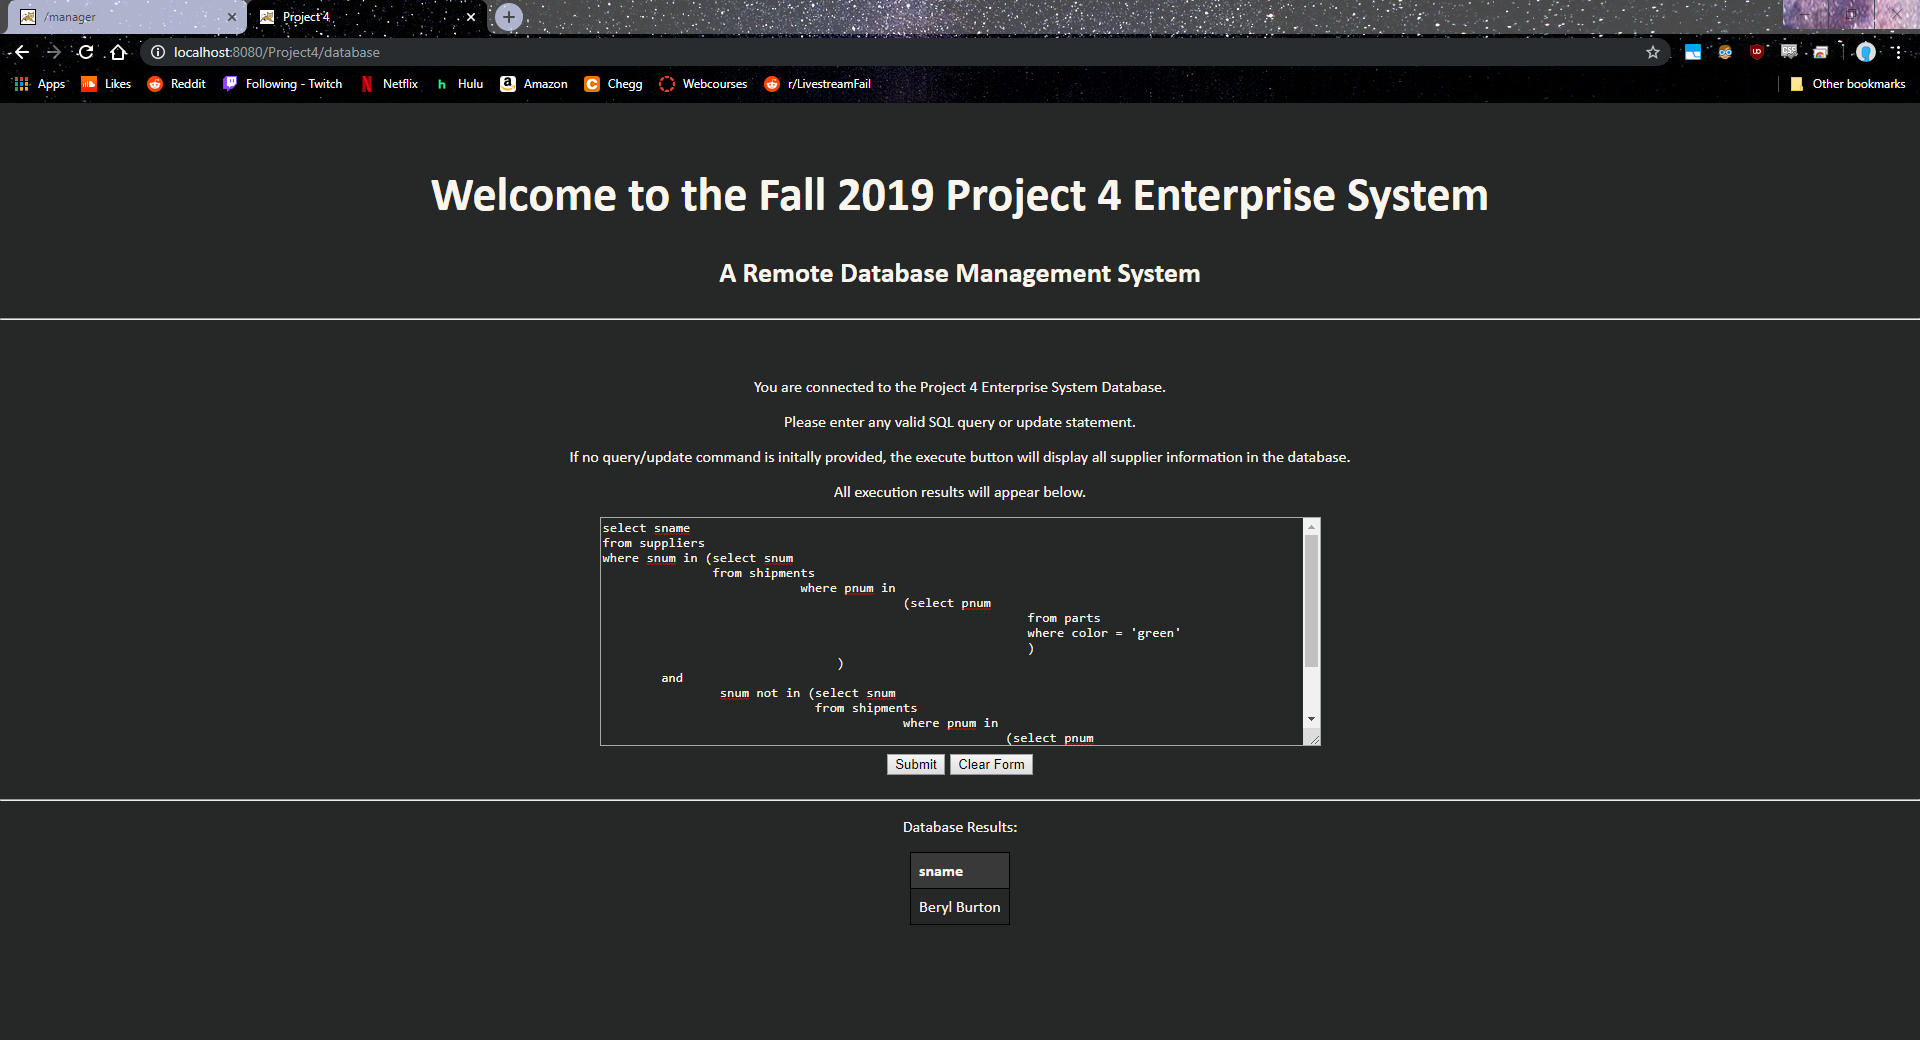 /manager
Project 4
localhost:8080/Project4/database
Apps Likes Reddit Following - Twitch Netflix Hulu Amazon Chegg Webcourses r/LivestreamFail Other bookmarks
Welcome to the Fall 2019 Project 4 Enterprise System
A Remote Database Management System
You are connected to the Project 4 Enterprise System Database.
Please enter any valid SQL query or update statement.
If no query/update command is initally provided, the execute button will display all supplier information in the database.
All execution results will appear below.
select sname
from suppliers
where snum in (select snum
from shipments
where pnum in
(select pnum
from parts
where color = 'green'
)
)
and
snum not in (select snum
from shipments
where pnum in
(select pnum
Submit Clear Form
Database Results:
sname
Beryl Burton